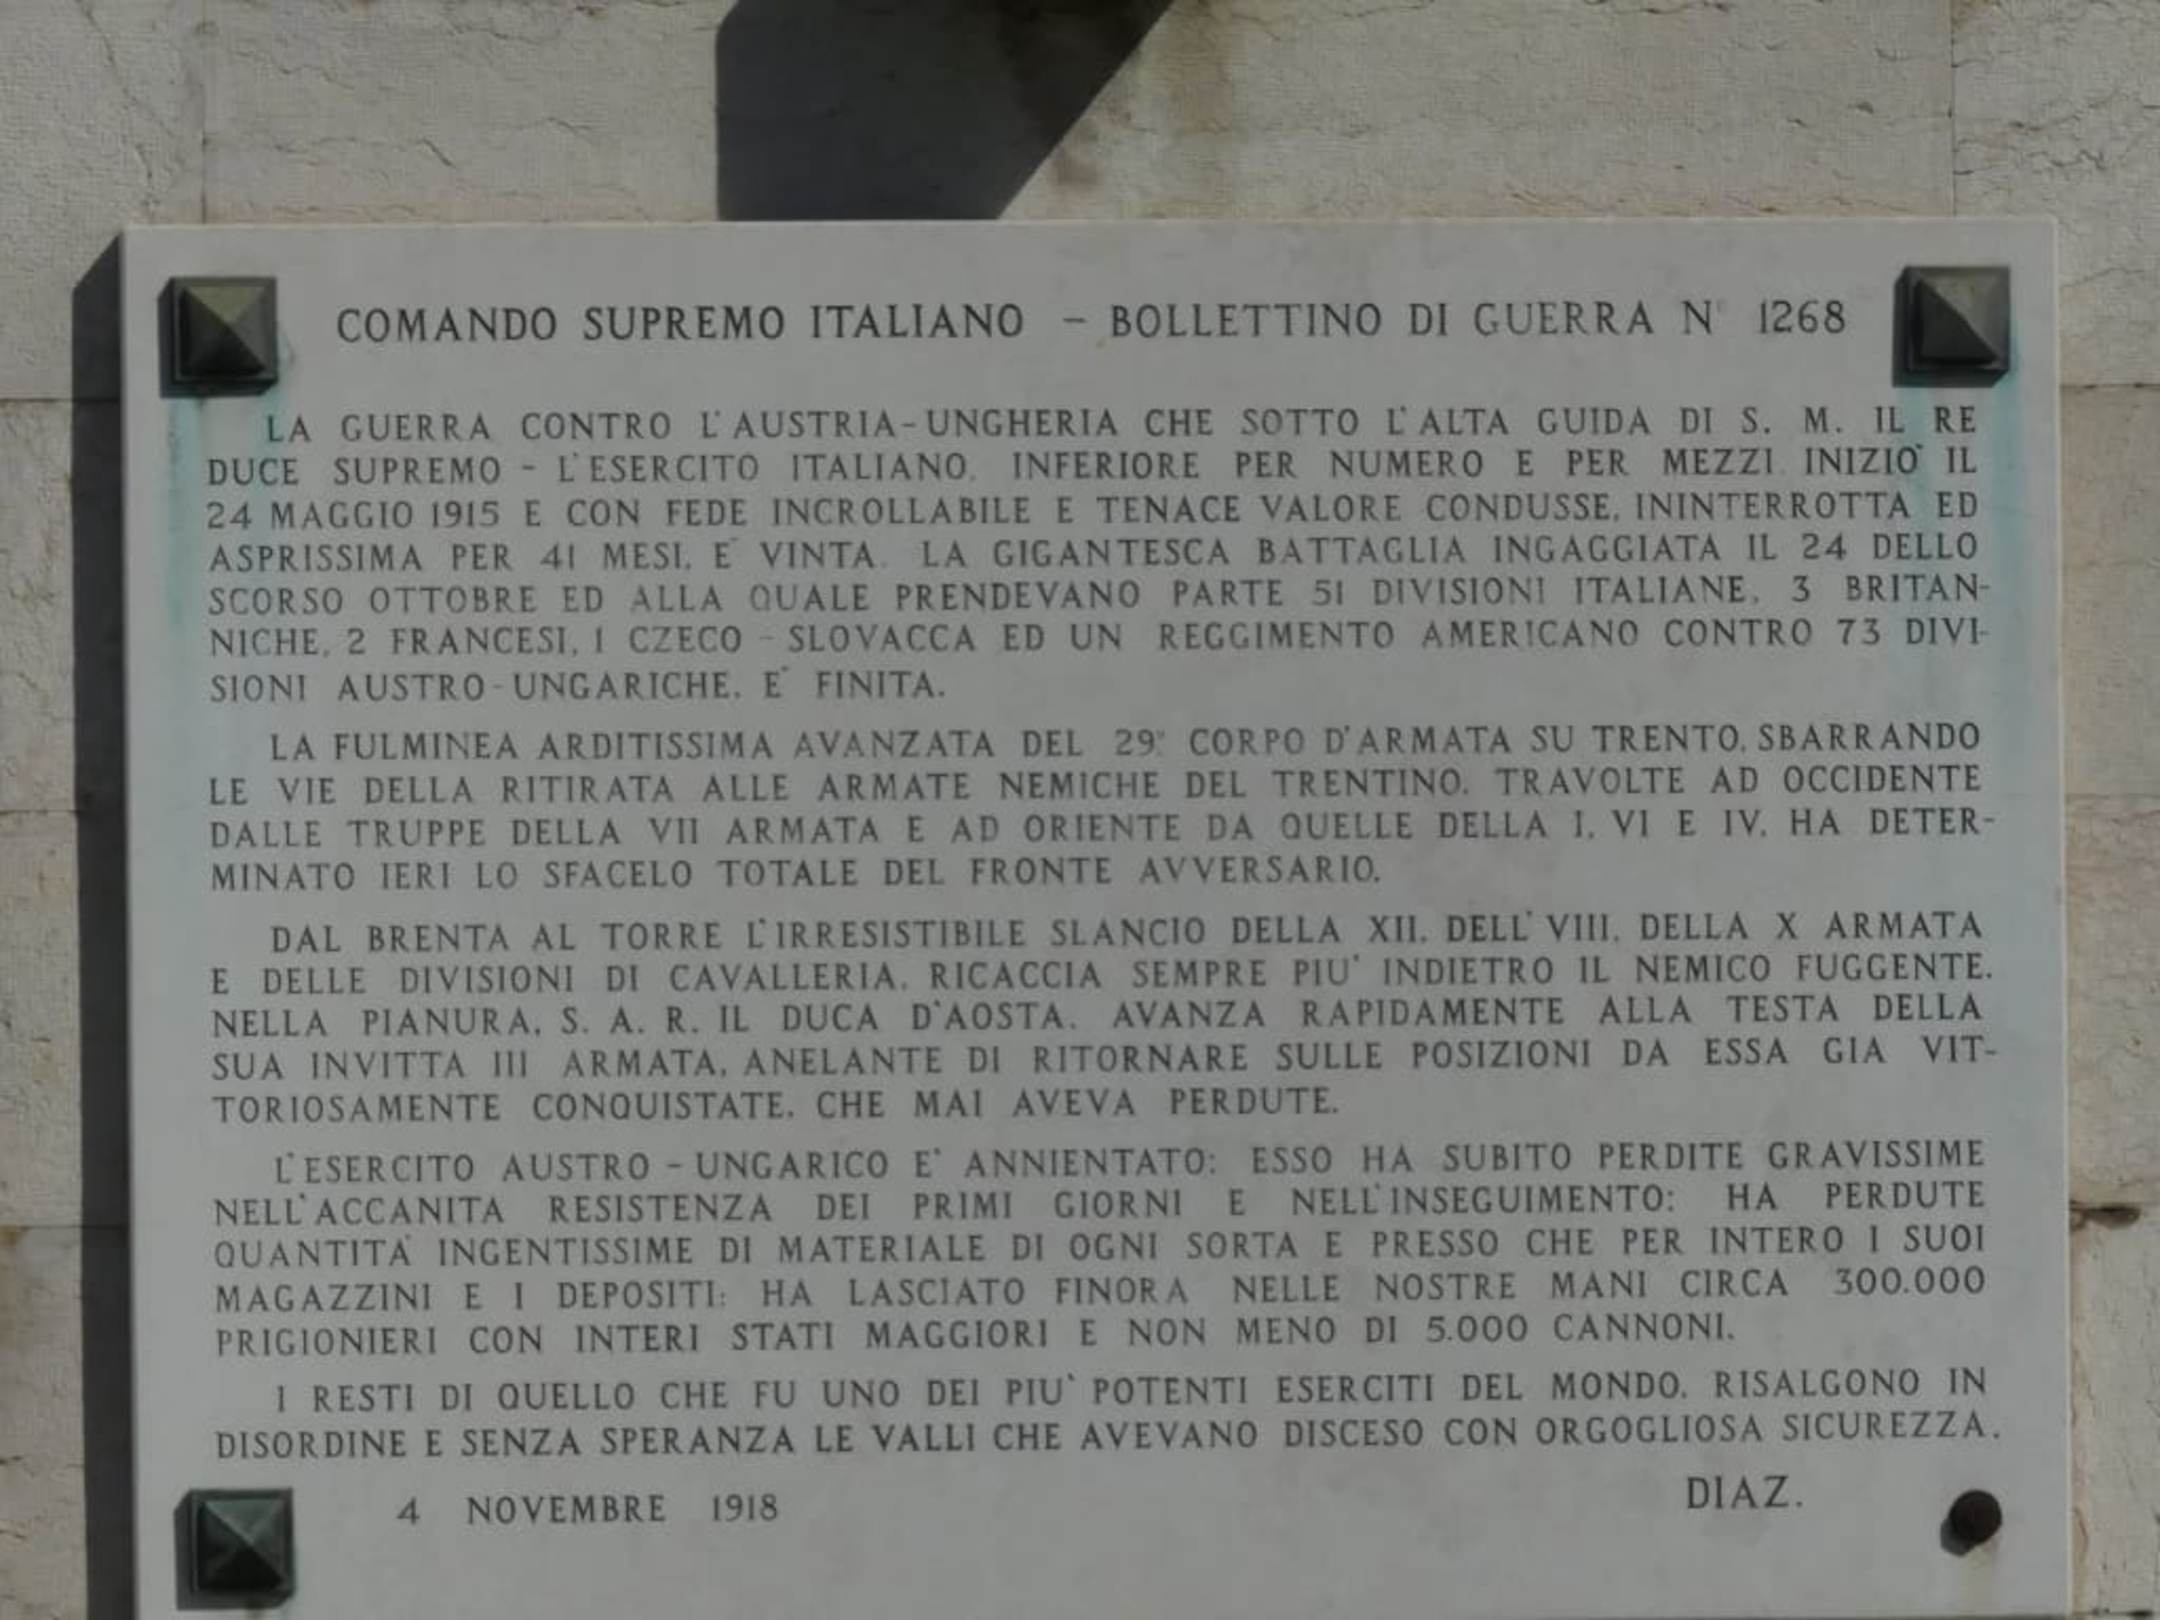 COMANDO SUPREMO ITALIANO - BOLLETTINO DI GUERRA N° 1268
LA GUERRA CONTRO L'AUSTRIA-UNGHERIA CHE SOTTO L'ALTA GUIDA DI S. M. IL RE
DUCE SUPREMO - L'ESERCITO ITALIANO, INFERIORE PER NUMERO E PER MEZZI INIZIO' IL
24 MAGGIO 1915 E CON FEDE INCROLLABILE E TENACE VALORE CONDUSSE, ININTERROTTA ED
ASPRISSIMA PER 41 MESI, E' VINTA. LA GIGANTESCA BATTAGLIA INGAGGIATA IL 24 DELLO
SCORSO OTTOBRE ED ALLA QUALE PRENDEVANO PARTE 51 DIVISIONI ITALIANE, 3 BRITAN-
NICHE, 2 FRANCESI, 1 CZECO - SLOVACCA ED UN REGGIMENTO AMERICANO CONTRO 73 DIVI-
SIONI AUSTRO-UNGARICHE, E' FINITA.
LA FULMINEA ARDITISSIMA AVANZATA DEL 29° CORPO D'ARMATA SU TRENTO, SBARRANDO
LE VIE DELLA RITIRATA ALLE ARMATE NEMICHE DEL TRENTINO, TRAVOLTE AD OCCIDENTE
DALLE TRUPPE DELLA VII ARMATA E AD ORIENTE DA QUELLE DELLA I, VI E IV, HA DETER-
MINATO IERI LO SFACELO TOTALE DEL FRONTE AVVERSARIO.
DAL BRENTA AL TORRE L'IRRESISTIBILE SLANCIO DELLA XII, DELL'VIII, DELLA X ARMATA
E DELLE DIVISIONI DI CAVALLERIA, RICACCIA SEMPRE PIU' INDIETRO IL NEMICO FUGGENTE.
NELLA PIANURA, S. A. R. IL DUCA D'AOSTA, AVANZA RAPIDAMENTE ALLA TESTA DELLA
SUA INVITTA III ARMATA, ANELANTE DI RITORNARE SULLE POSIZIONI DA ESSA GIA VIT-
TORIOSAMENTE CONQUISTATE, CHE MAI AVEVA PERDUTE.
L'ESERCITO AUSTRO - UNGARICO E' ANNIENTATO: ESSO HA SUBITO PERDITE GRAVISSIME
NELL'ACCANITA RESISTENZA DEI PRIMI GIORNI E NELL'INSEGUIMENTO: HA PERDUTE
QUANTITA' INGENTISSIME DI MATERIALE DI OGNI SORTA E PRESSO CHE PER INTERO I SUOI
MAGAZZINI E I DEPOSITI: HA LASCIATO FINORA NELLE NOSTRE MANI CIRCA 300.000
PRIGIONIERI CON INTERI STATI MAGGIORI E NON MENO DI 5.000 CANNONI.
I RESTI DI QUELLO CHE FU UNO DEI PIU' POTENTI ESERCITI DEL MONDO, RISALGONO IN
DISORDINE E SENZA SPERANZA LE VALLI CHE AVEVANO DISCESO CON ORGOGLIOSA SICUREZZA.
DIAZ.
4 NOVEMBRE 1918